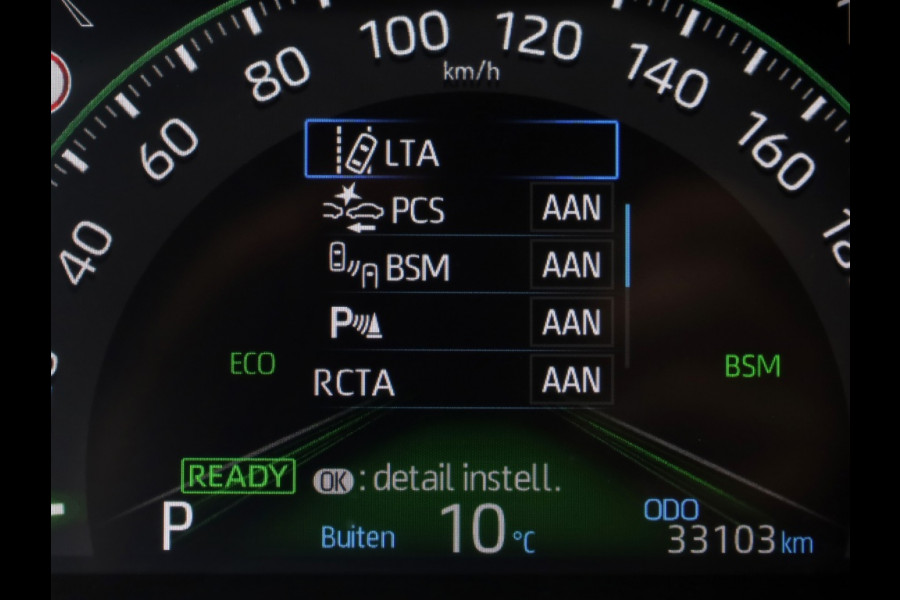 40
60
80
100
120
140
160
km/h
LTA
PCS AAN
BSM AAN
P AAN
RCTA AAN
ECO
BSM
READY
OK : detail instell.
P
Buiten 10 °C
ODO
33103 km